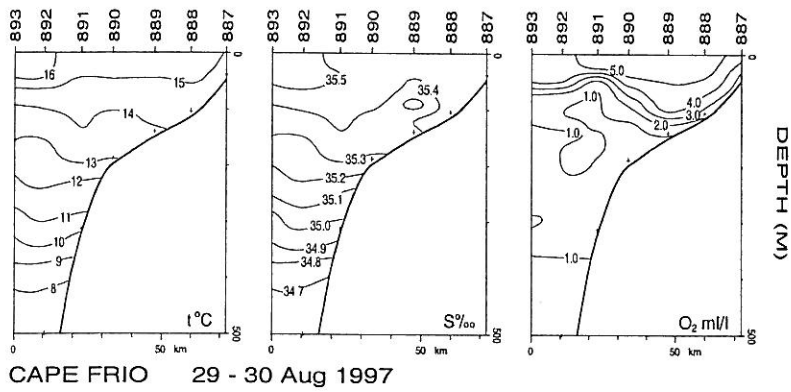 893 892 891 890 888 887 893 892 891 890 888 887 893 892 891 890 888 887
0 0 0
16 15 35.5 35.4 5.0
14 1.0 4.0
3.0
2.0
1.0
13 35.3
12 35.2
35.1
11 35.0
10 34.9
9 34.8 1.0
8 34.7
t°C S‰ O2 ml/l
500 500 500
DEPTH (M)
0 50 km 0 50 km 0 50 km
CAPE FRIO 29 - 30 Aug 1997